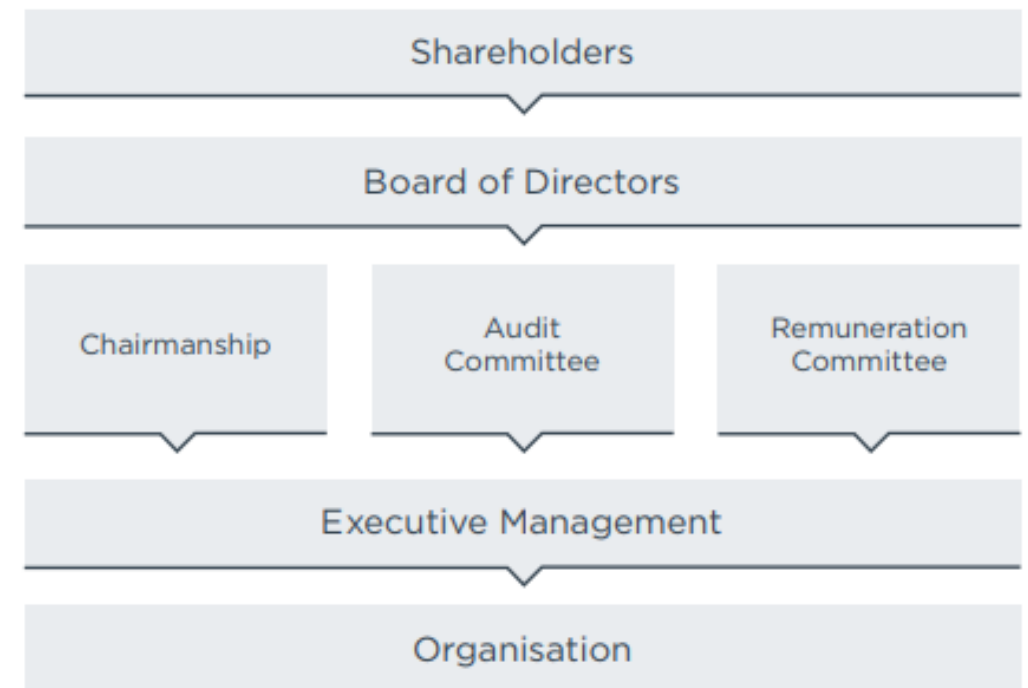 Shareholders
Board of Directors
Chairmanship
Audit
Committee
Remuneration
Committee
Executive Management
Organisation